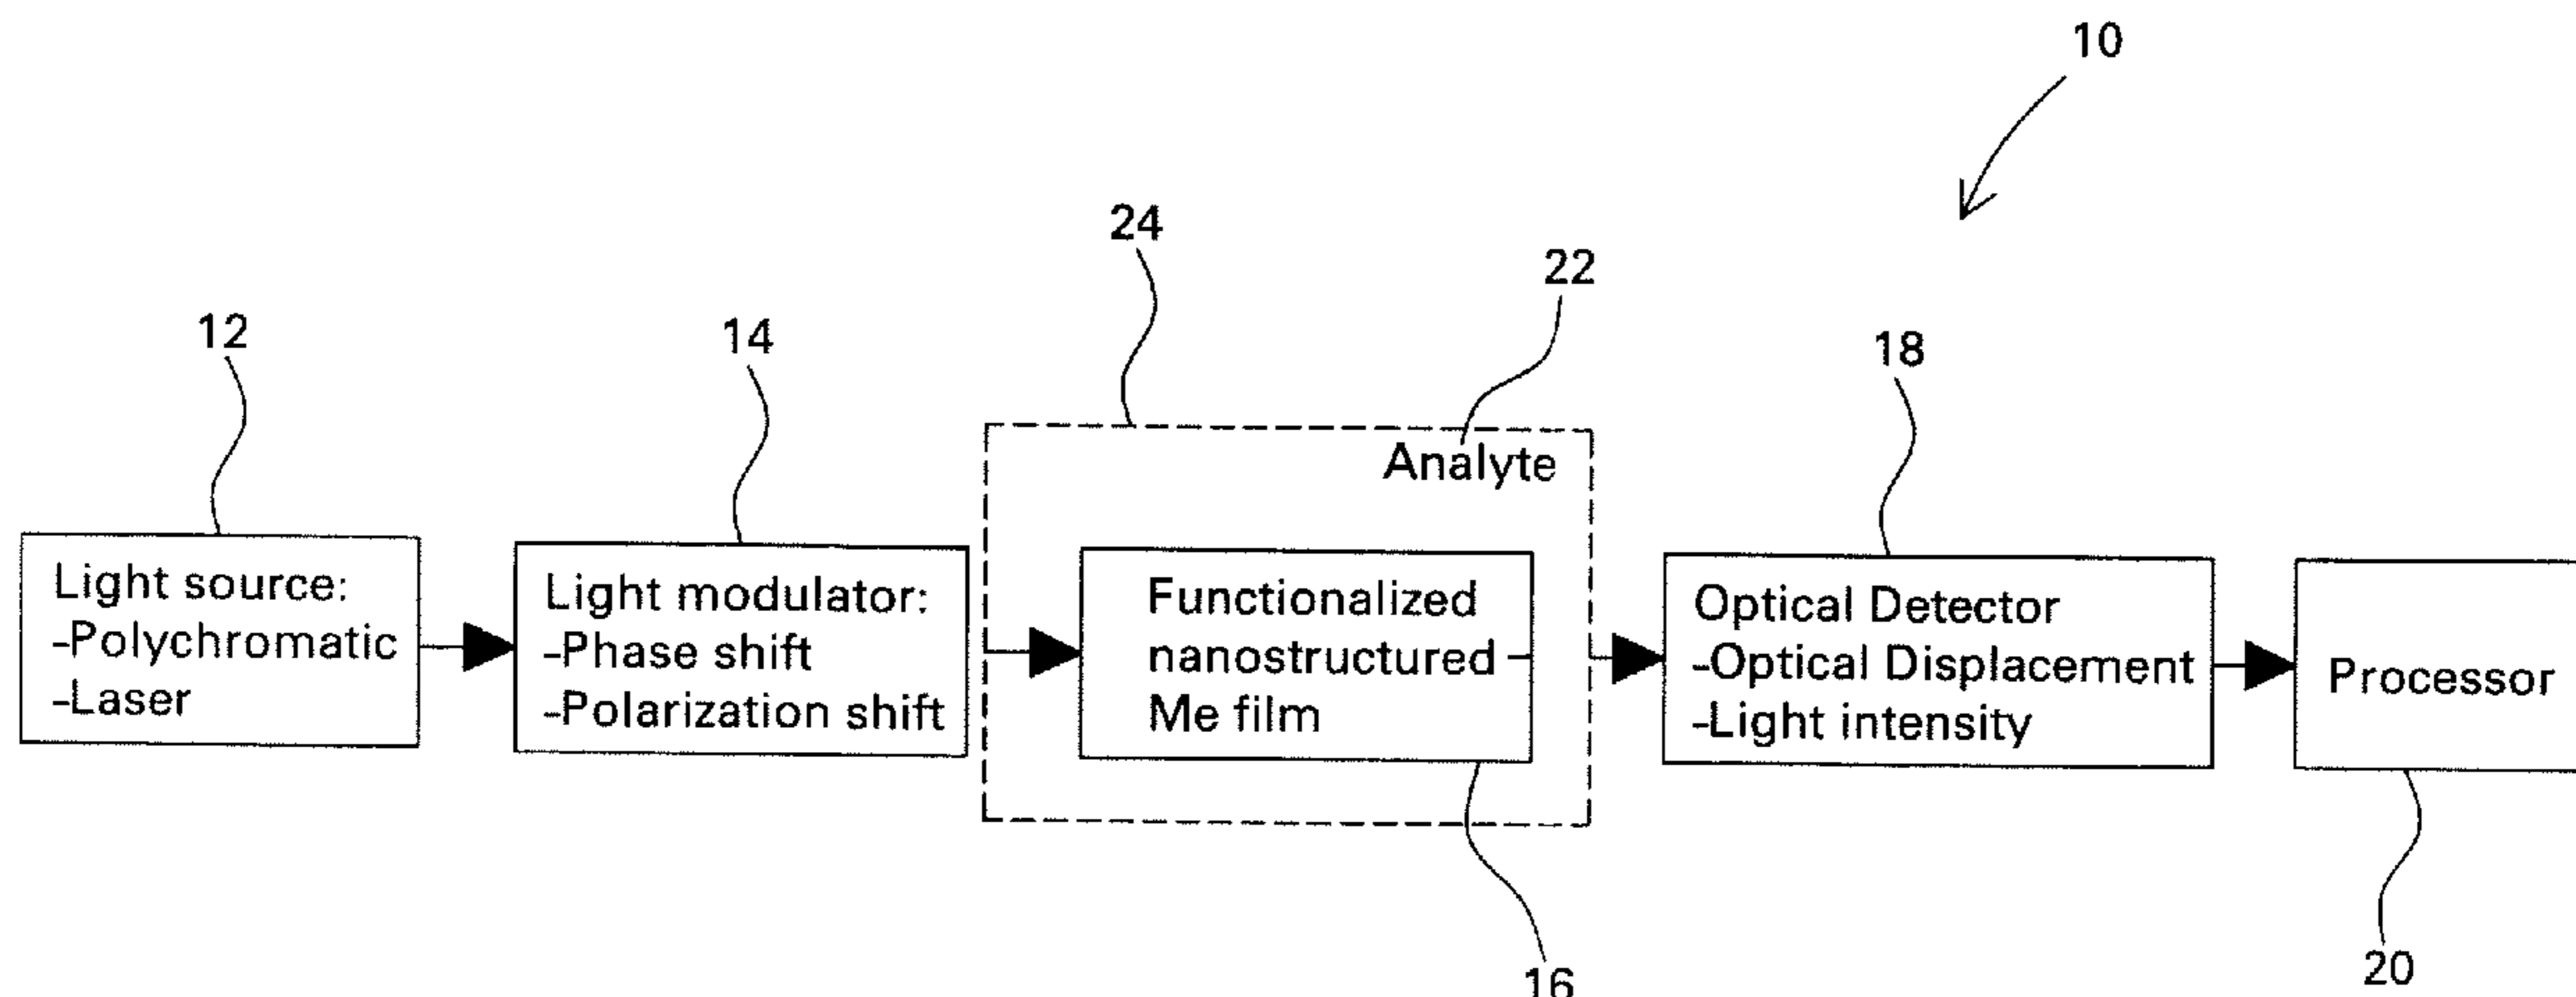 10
24
22
12
14
18
Analyte
Light source:
-Polychromatic
-Laser
Light modulator:
-Phase shift
-Polarization shift
Functionalized
nanostructured
Me film
Optical Detector
-Optical Displacement
-Light intensity
Processor
16
20